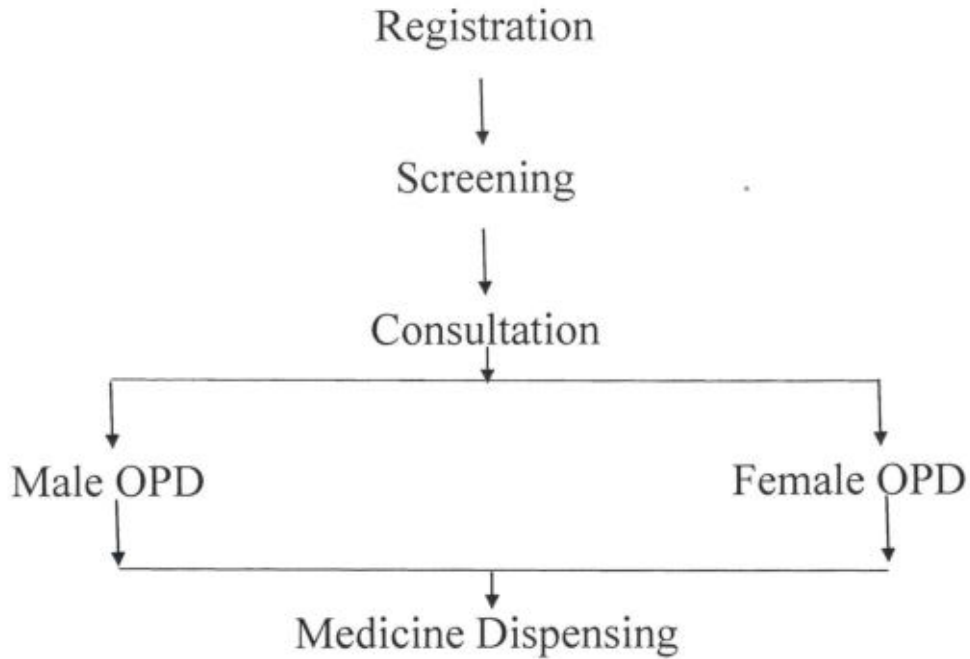 Registration
Screening
Consultation
Male OPD
Female OPD
Medicine Dispensing